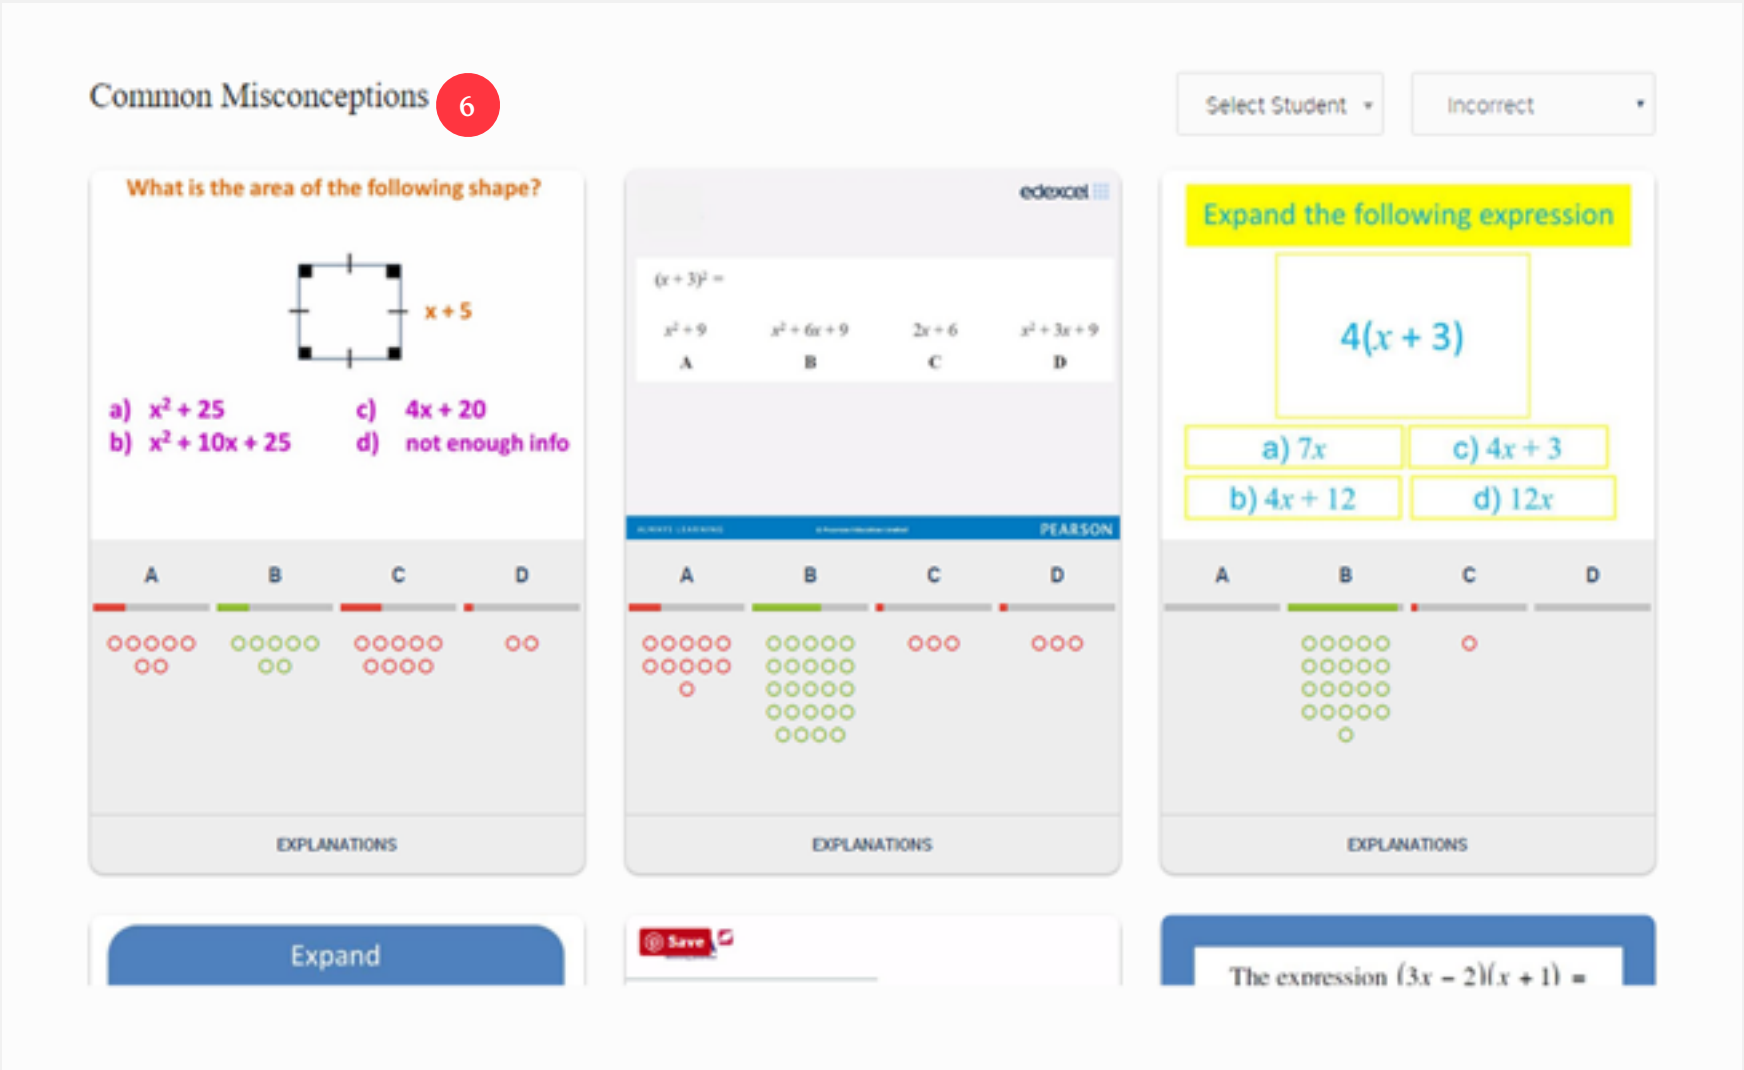 Common Misconceptions 6
Select Student
Incorrect
What is the area of the following shape?
x + 5
a) x² + 25 c) 4x + 20
b) x² + 10x + 25 d) not enough info
A B C D
EXPLANATIONS
edexcel
(x + 3)² =
x² + 9 x² + 6x + 9 2x + 6 x² + 3x + 9
A B C D
ALWAYS LEARNING PEARSON
A B C D
EXPLANATIONS
Expand the following expression
4(x + 3)
a) 7x c) 4x + 3
b) 4x + 12 d) 12x
A B C D
EXPLANATIONS
Expand
Save
The expression (3x − 2)(x + 1) =